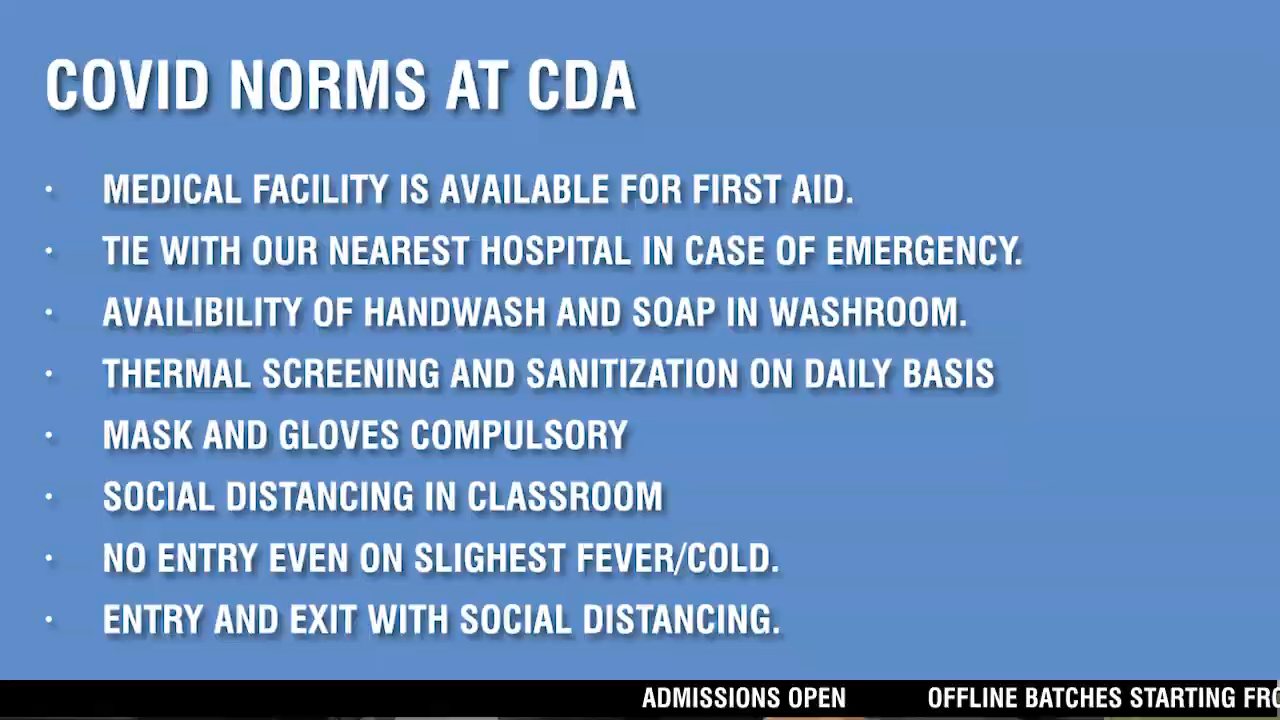 COVID NORMS AT CDA
· MEDICAL FACILITY IS AVAILABLE FOR FIRST AID.
· TIE WITH OUR NEAREST HOSPITAL IN CASE OF EMERGENCY.
· AVAILIBILITY OF HANDWASH AND SOAP IN WASHROOM.
· THERMAL SCREENING AND SANITIZATION ON DAILY BASIS
· MASK AND GLOVES COMPULSORY
· SOCIAL DISTANCING IN CLASSROOM
· NO ENTRY EVEN ON SLIGHEST FEVER/COLD.
· ENTRY AND EXIT WITH SOCIAL DISTANCING.
ADMISSIONS OPEN OFFLINE BATCHES STARTING